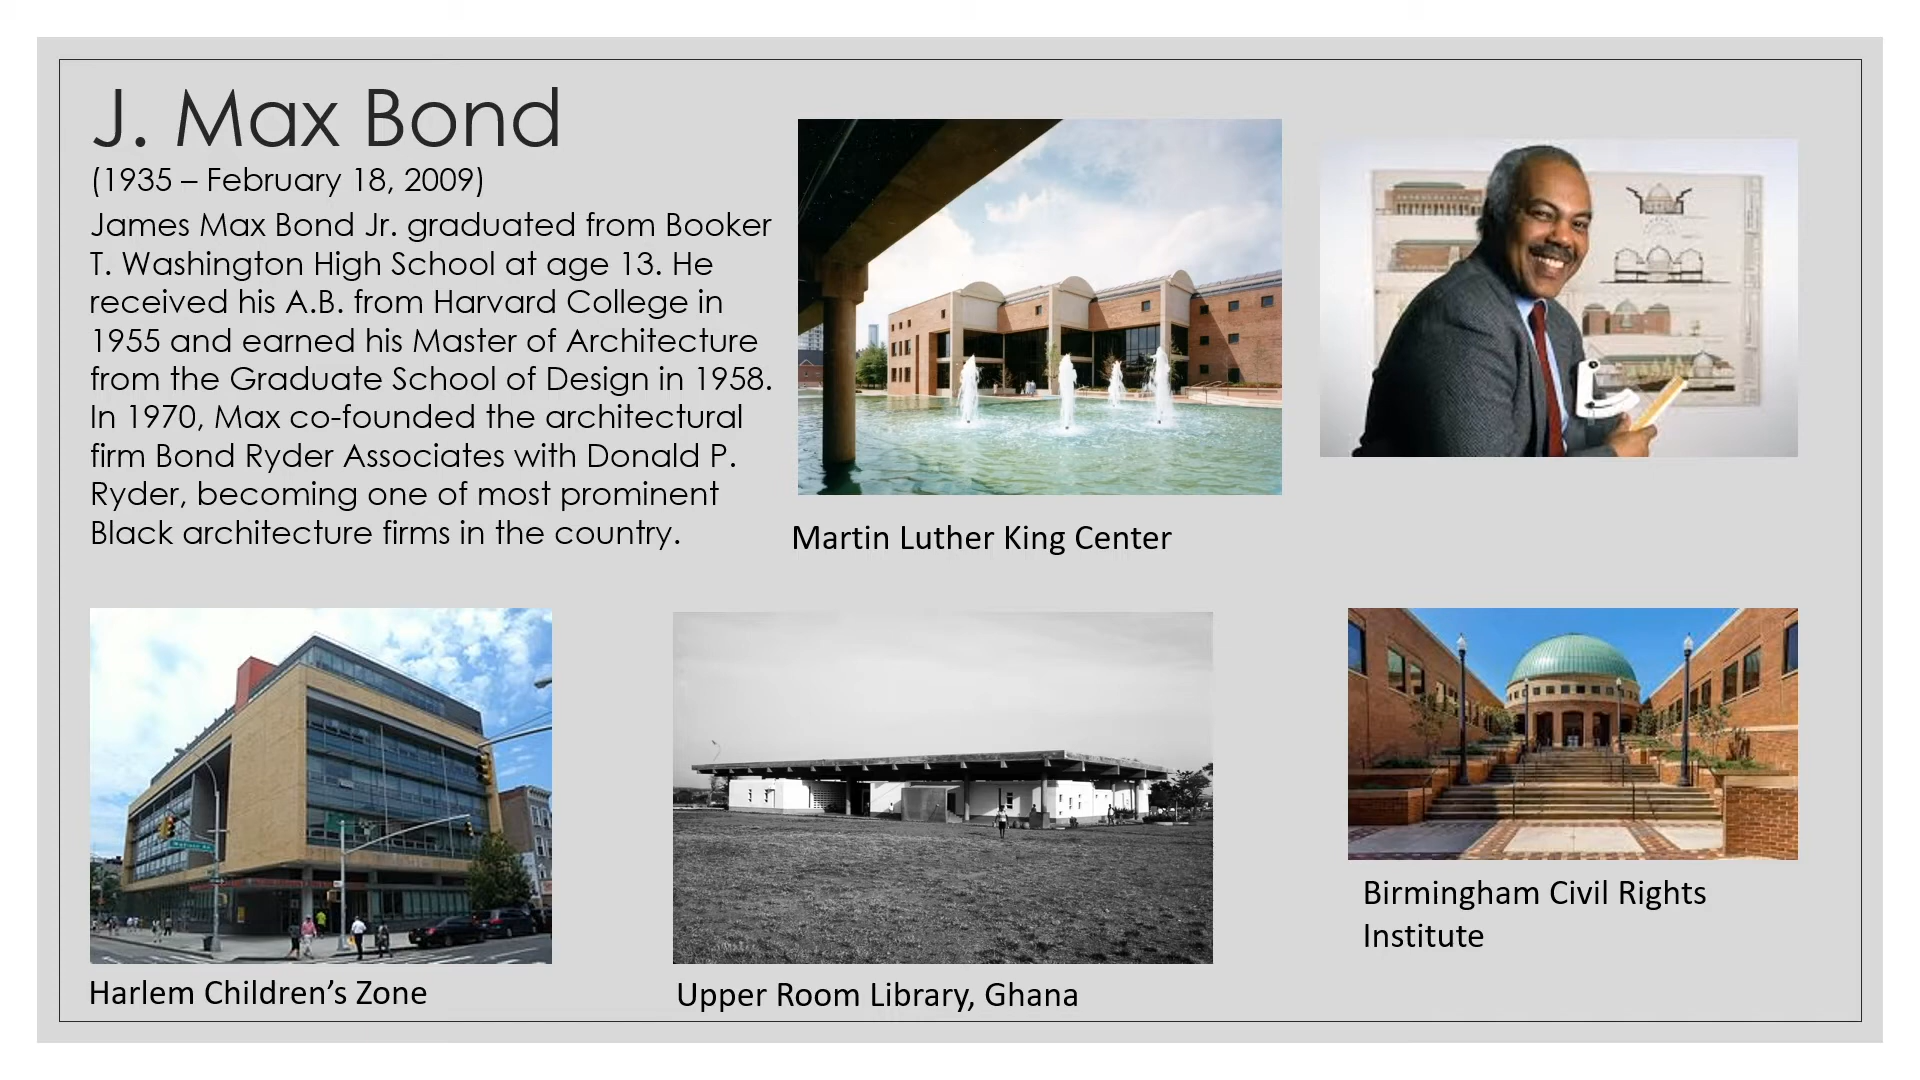 J. Max Bond
(1935 – February 18, 2009)
James Max Bond Jr. graduated from Booker
T. Washington High School at age 13. He
received his A.B. from Harvard College in
1955 and earned his Master of Architecture
from the Graduate School of Design in 1958.
In 1970, Max co-founded the architectural
firm Bond Ryder Associates with Donald P.
Ryder, becoming one of most prominent
Black architecture firms in the country.
Martin Luther King Center
Harlem Children’s Zone
Upper Room Library, Ghana
Birmingham Civil Rights
Institute